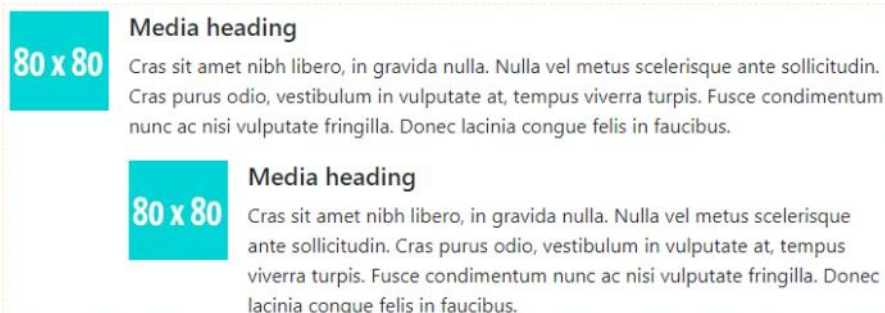 80 x 80
Media heading
Cras sit amet nibh libero, in gravida nulla. Nulla vel metus scelerisque ante sollicitudin.
Cras purus odio, vestibulum in vulputate at, tempus viverra turpis. Fusce condimentum
nunc ac nisi vulputate fringilla. Donec lacinia congue felis in faucibus.
80 x 80
Media heading
Cras sit amet nibh libero, in gravida nulla. Nulla vel metus scelerisque
ante sollicitudin. Cras purus odio, vestibulum in vulputate at, tempus
viverra turpis. Fusce condimentum nunc ac nisi vulputate fringilla. Donec
lacinia congue felis in faucibus.